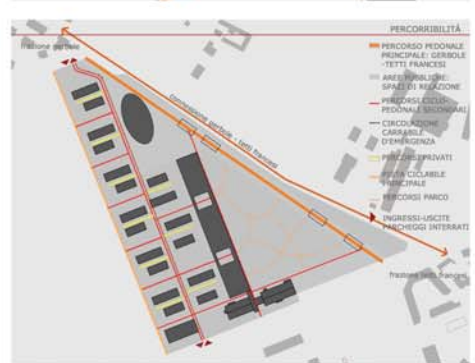 PERCORRIBILITÀ
frazione gerbole
PERCORSO PEDONALE
PRINCIPALE: GERBOLE
-TETTI FRANCESI
AREE PUBBLICHE:
SPAZI DI RELAZIONE
PERCORSI CICLO-
PEDONALI SECONDARI
CIRCOLAZIONE
CARRABILE
D'EMERGENZA
PERCORSI PRIVATI
PISTA CICLABILE
PRINCIPALE
PERCORSI PARCO
INGRESSI-USCITE
PARCHEGGI INTERRATI
connessione gerbole - tetti francesi
frazione tetti francesi